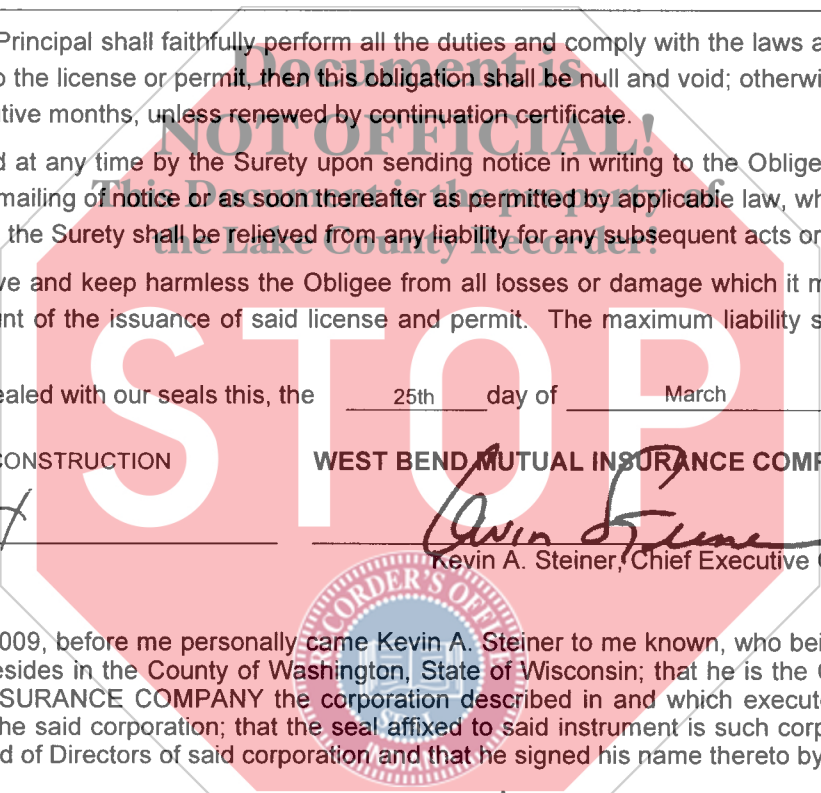 Principal shall faithfully perform all the duties and comply with the laws a
Document is
o the license or permit, then this obligation shall be null and void; otherwi
tive months, unless renewed by continuation certificate.
NOT OFFICIAL!
d at any time by the Surety upon sending notice in writing to the Oblige
This Document is the property of
mailing of notice or as soon thereafter as permitted by applicable law, wh
the Lake County Recorder!
the Surety shall be relieved from any liability for any subsequent acts or
ve and keep harmless the Obligee from all losses or damage which it m
nt of the issuance of said license and permit. The maximum liability s
STOP
ealed with our seals this, the 25th day of March
CONSTRUCTION WEST BEND MUTUAL INSURANCE COMP
Kevin A. Steiner, Chief Executive
RECORDER'S OFFICE
009, before me personally came Kevin A. Steiner to me known, who bei
esides in the County of Washington, State of Wisconsin; that he is the
SURANCE COMPANY the corporation described in and which execut
he said corporation; that the seal affixed to said instrument is such corp
SEAL
d of Directors of said corporation and that he signed his name thereto by
INDIANA